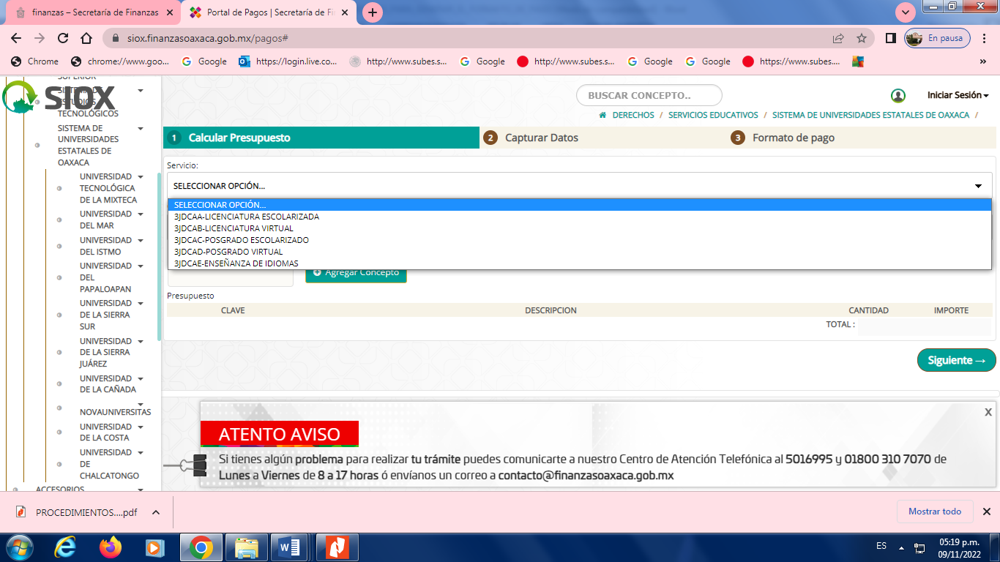 finanzas – Secretaría de Finanzas
Portal de Pagos | Secretaría de Fi
siox.finanzasoaxaca.gob.mx/pagos#
En pausa
Chrome
chrome://www.goo...
Google
https://login.live.co...
http://www.subes.s...
Google
http://www.subes.s...
Google
Google
https://www.subes....
»
SUPERIOR
SISTEMA DE
ESTUDIOS
TECNOLÓGICOS
SIOX
SISTEMA DE
UNIVERSIDADES
ESTATALES DE
OAXACA
UNIVERSIDAD
TECNOLÓGICA
DE LA MIXTECA
UNIVERSIDAD
DEL MAR
UNIVERSIDAD
DEL ISTMO
UNIVERSIDAD
DEL
PAPALOAPAN
UNIVERSIDAD
DE LA SIERRA
SUR
UNIVERSIDAD
DE LA SIERRA
JUÁREZ
UNIVERSIDAD
DE LA CAÑADA
NOVAUNIVERSITAS
UNIVERSIDAD
DE LA COSTA
UNIVERSIDAD
DE
CHALCATONGO
ACCESORIOS
BUSCAR CONCEPTO..
Iniciar Sesión
DERECHOS / SERVICIOS EDUCATIVOS / SISTEMA DE UNIVERSIDADES ESTATALES DE OAXACA /
1 Calcular Presupuesto
2 Capturar Datos
3 Formato de pago
Servicio:
SELECCIONAR OPCIÓN...
SELECCIONAR OPCIÓN...
3JDCAA-LICENCIATURA ESCOLARIZADA
3JDCAB-LICENCIATURA VIRTUAL
3JDCAC-POSGRADO ESCOLARIZADO
3JDCAD-POSGRADO VIRTUAL
3JDCAE-ENSEÑANZA DE IDIOMAS
Agregar Concepto
Presupuesto
CLAVE DESCRIPCION CANTIDAD IMPORTE
TOTAL :
Siguiente →
X
ATENTO AVISO
Si tienes algún problema para realizar tu trámite puedes comunicarte a nuestro Centro de Atención Telefónica al 5016995 y 01800 310 7070 de
Lunes a Viernes de 8 a 17 horas ó envíanos un correo a contacto@finanzasoaxaca.gob.mx
PROCEDIMIENTOS....pdf
Mostrar todo
ES
05:19 p.m.
09/11/2022